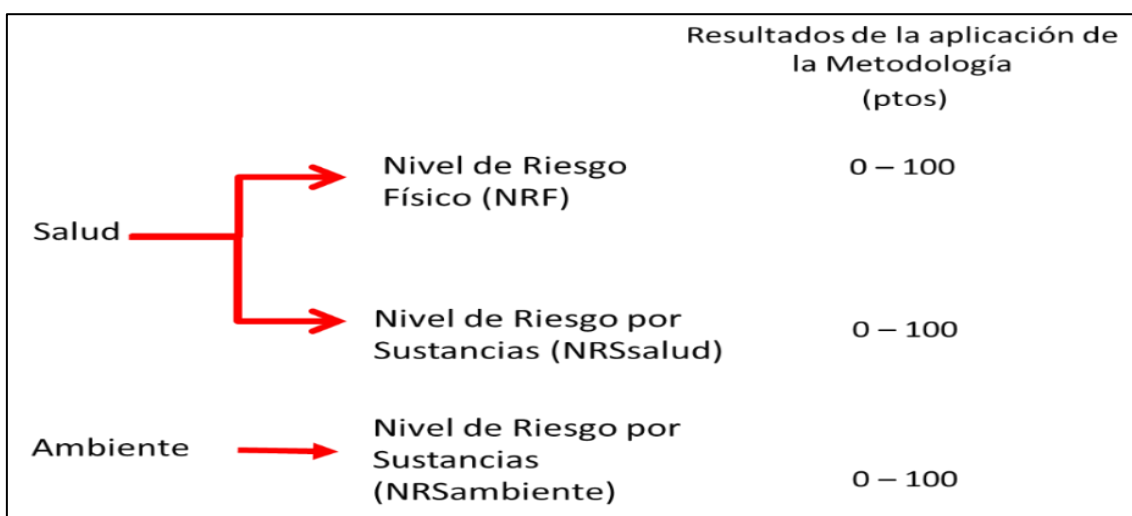 Resultados de la aplicación de
la Metodología
(ptos)
Salud
Nivel de Riesgo
Físico (NRF)
0 – 100
Nivel de Riesgo por
Sustancias (NRSsalud)
0 – 100
Ambiente
Nivel de Riesgo por
Sustancias
(NRSambiente)
0 – 100